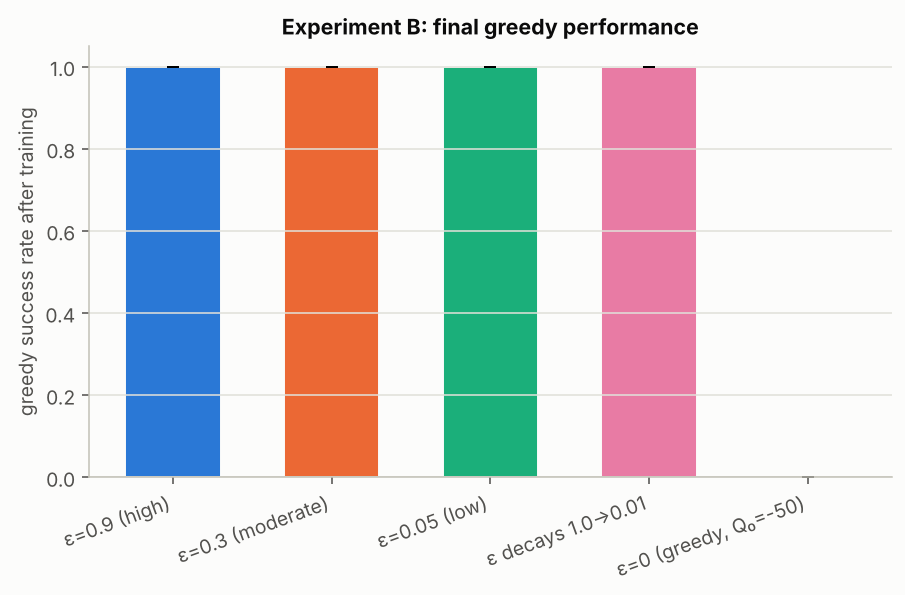 Experiment B: final greedy performance
greedy success rate after training
1.0
0.8
0.6
0.4
0.2
0.0
ε=0.9 (high)
ε=0.3 (moderate)
ε=0.05 (low)
ε decays 1.0→0.01
ε=0 (greedy, Q₀=-50)